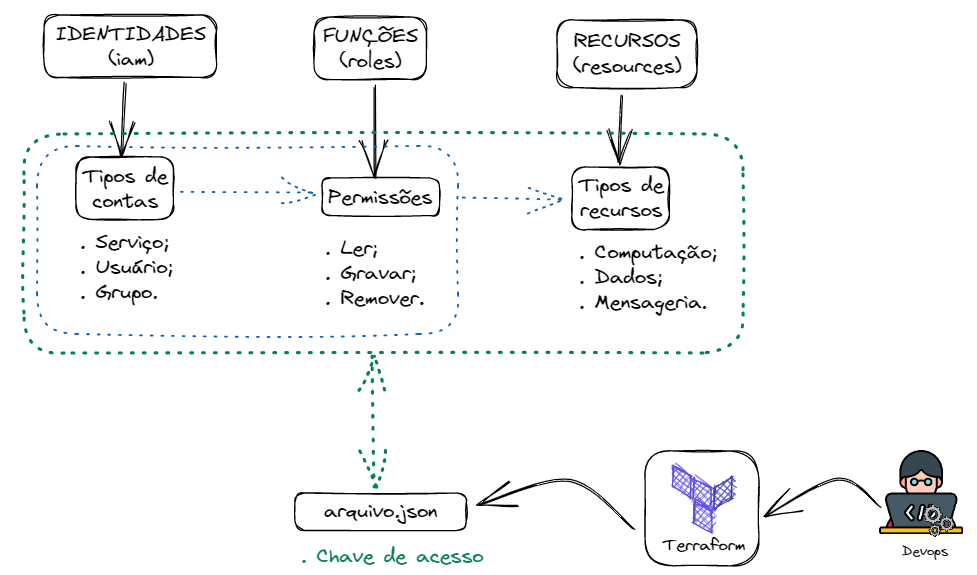 IDENTIDADES
(iam)
FUNÇÕES
(roles)
RECURSOS
(resources)
Tipos de
contas
Permissões
Tipos de
recursos
. Serviço;
. Usuário;
. Grupo.
. Ler;
. Gravar;
. Remover.
. Computação;
. Dados;
. Mensageria.
arquivo.json
. Chave de acesso
Terraform
</>
Devops